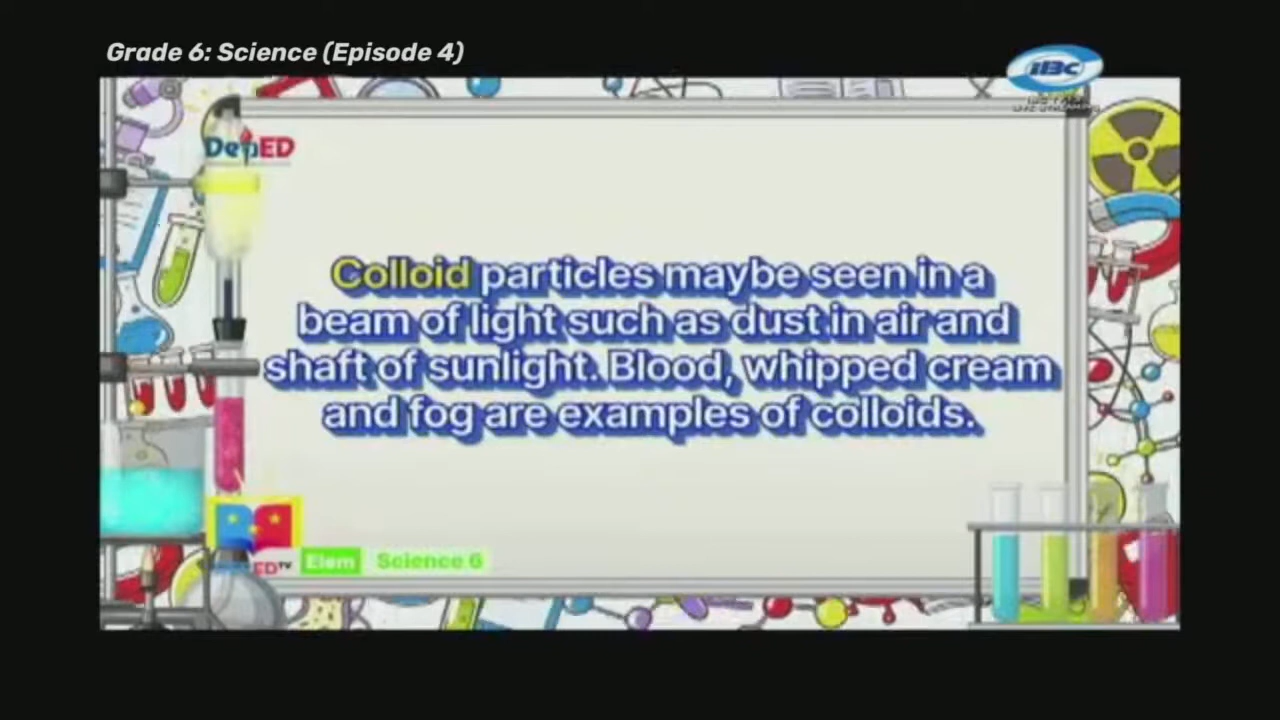 Grade 6: Science (Episode 4)
iBC
DepED
Colloid particles maybe seen in a
beam of light such as dust in air and
shaft of sunlight. Blood, whipped cream
and fog are examples of colloids.
EDTV
Elem
Science 6